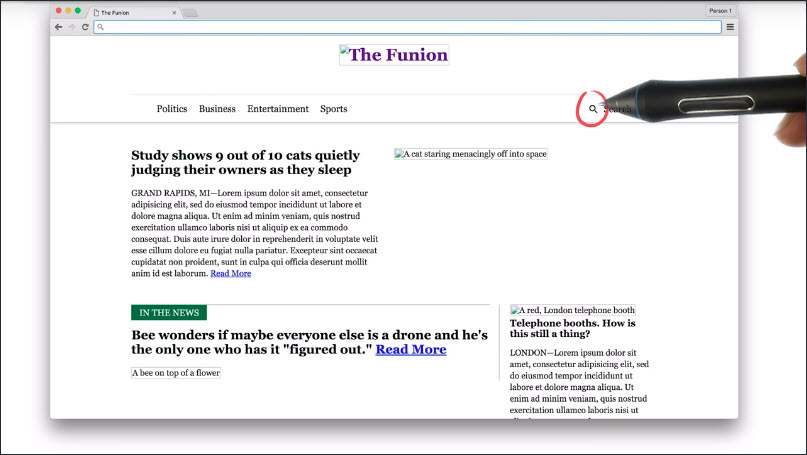 The Funion
Person 1
The Funion
Politics Business Entertainment Sports Search
Study shows 9 out of 10 cats quietly
judging their owners as they sleep
GRAND RAPIDS, MI—Lorem ipsum dolor sit amet, consectetur
adipisicing elit, sed do eiusmod tempor incididunt ut labore et
dolore magna aliqua. Ut enim ad minim veniam, quis nostrud
exercitation ullamco laboris nisi ut aliquip ex ea commodo
consequat. Duis aute irure dolor in reprehenderit in voluptate velit
esse cillum dolore eu fugiat nulla pariatur. Excepteur sint occaecat
cupidatat non proident, sunt in culpa qui officia deserunt mollit
anim id est laborum. Read More
A cat staring menacingly off into space
IN THE NEWS
Bee wonders if maybe everyone else is a drone and he's
the only one who has it "figured out." Read More
A bee on top of a flower
A red, London telephone booth
Telephone booths. How is
this still a thing?
LONDON—Lorem ipsum dolor sit
amet, consectetur adipisicing elit, sed
do eiusmod tempor incididunt ut
labore et dolore magna aliqua. Ut
enim ad minim veniam, quis nostrud
exercitation ullamco laboris nisi ut